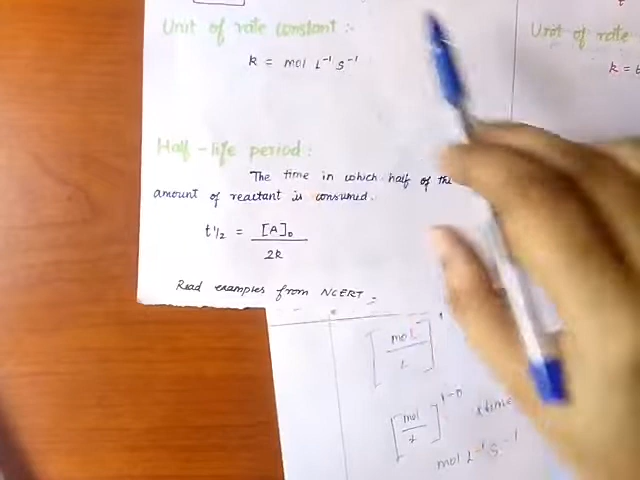 Unit of rate constant :-
k = mol L⁻¹ s⁻¹
Half-life period :
The time in which half of the
amount of reactant is consumed.
t½ = [A]₀
2k
Read examples from NCERT
Unit of rate
k =
[mol
L]
[mol
L]¹⁻ⁿ × time
mol L⁻¹ s⁻¹